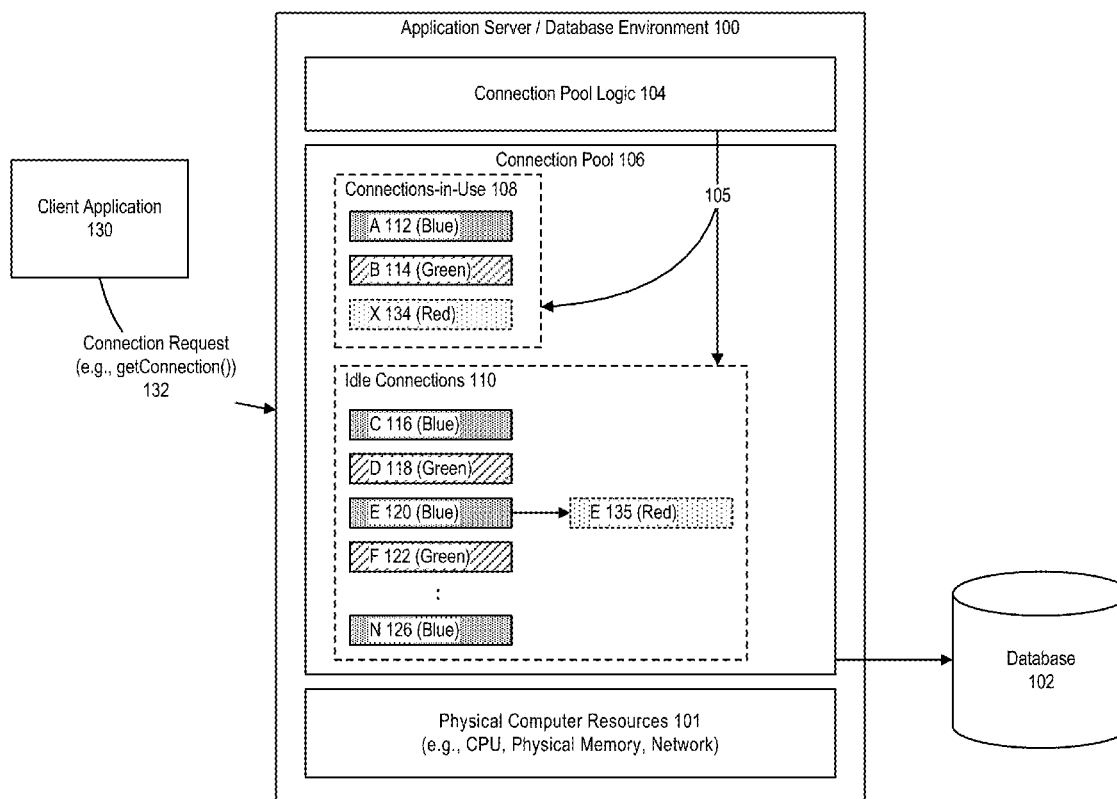 Application Server / Database Environment 100
Connection Pool Logic 104
Connection Pool 106
Connections-in-Use 108
105
A 112 (Blue)
B 114 (Green)
X 134 (Red)
Client Application
130
Connection Request
(e.g., getConnection())
132
Idle Connections 110
C 116 (Blue)
D 118 (Green)
E 120 (Blue)
E 135 (Red)
F 122 (Green)
:
N 126 (Blue)
Database
102
Physical Computer Resources 101
(e.g., CPU, Physical Memory, Network)